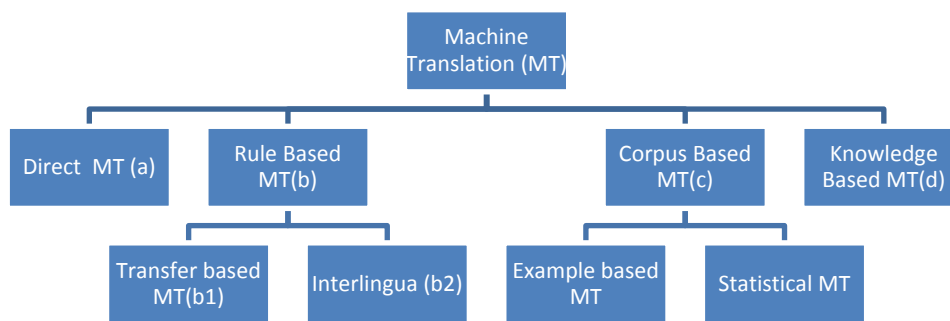 Machine
Translation (MT)
Direct MT (a)
Rule Based
MT(b)
Corpus Based
MT(c)
Knowledge
Based MT(d)
Transfer based
MT(b1)
Interlingua (b2)
Example based
MT
Statistical MT